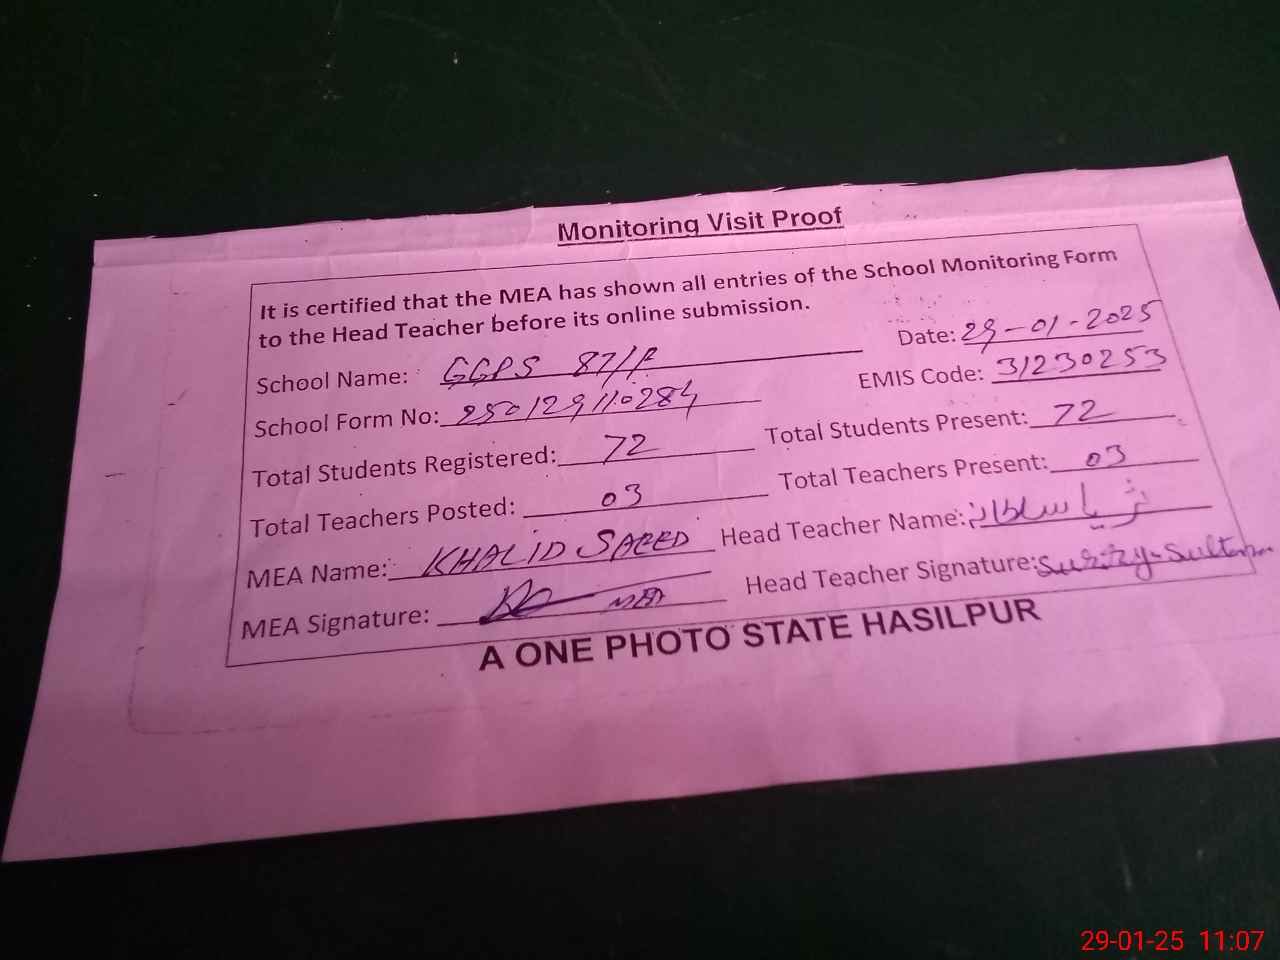 Monitoring Visit Proof
It is certified that the MEA has shown all entries of the School Monitoring Form
to the Head Teacher before its online submission.
Date: 29-01-2025
School Name: GGPS 87/F
EMIS Code: 31230253
School Form No: 250129110284
Total Students Registered: 72
Total Students Present: 72
Total Teachers Posted: 03
Total Teachers Present: 03
MEA Name: KHALID SAEED
Head Teacher Name: ثریا سلطانہ
MEA Signature: MEA
Head Teacher Signature: Sultana
A ONE PHOTO STATE HASILPUR
29-01-25 11:07